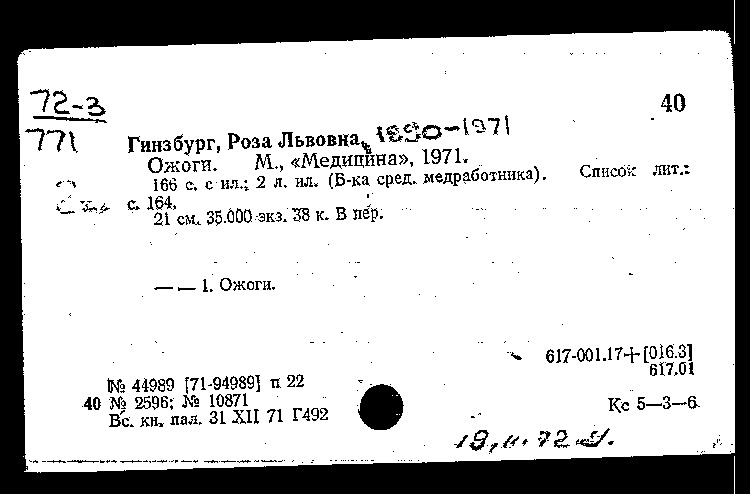 72-3
771
40
Гинзбург, Роза Львовна, 1890-1971
Ожоги. М., «Медицина», 1971.
166 с. с ил.; 2 л. ил. (Б-ка сред. медработника). Список лит.:
с. 164.
21 см. 35.000 экз. 38 к. В пер.
— — 1. Ожоги.
617-001.17+[016.3]
617.01
№ 44989 [71-94989] п 22
40 № 2596; № 10871
Вс. кн. пал. 31 XII 71 Г492
Кс 5—3—6